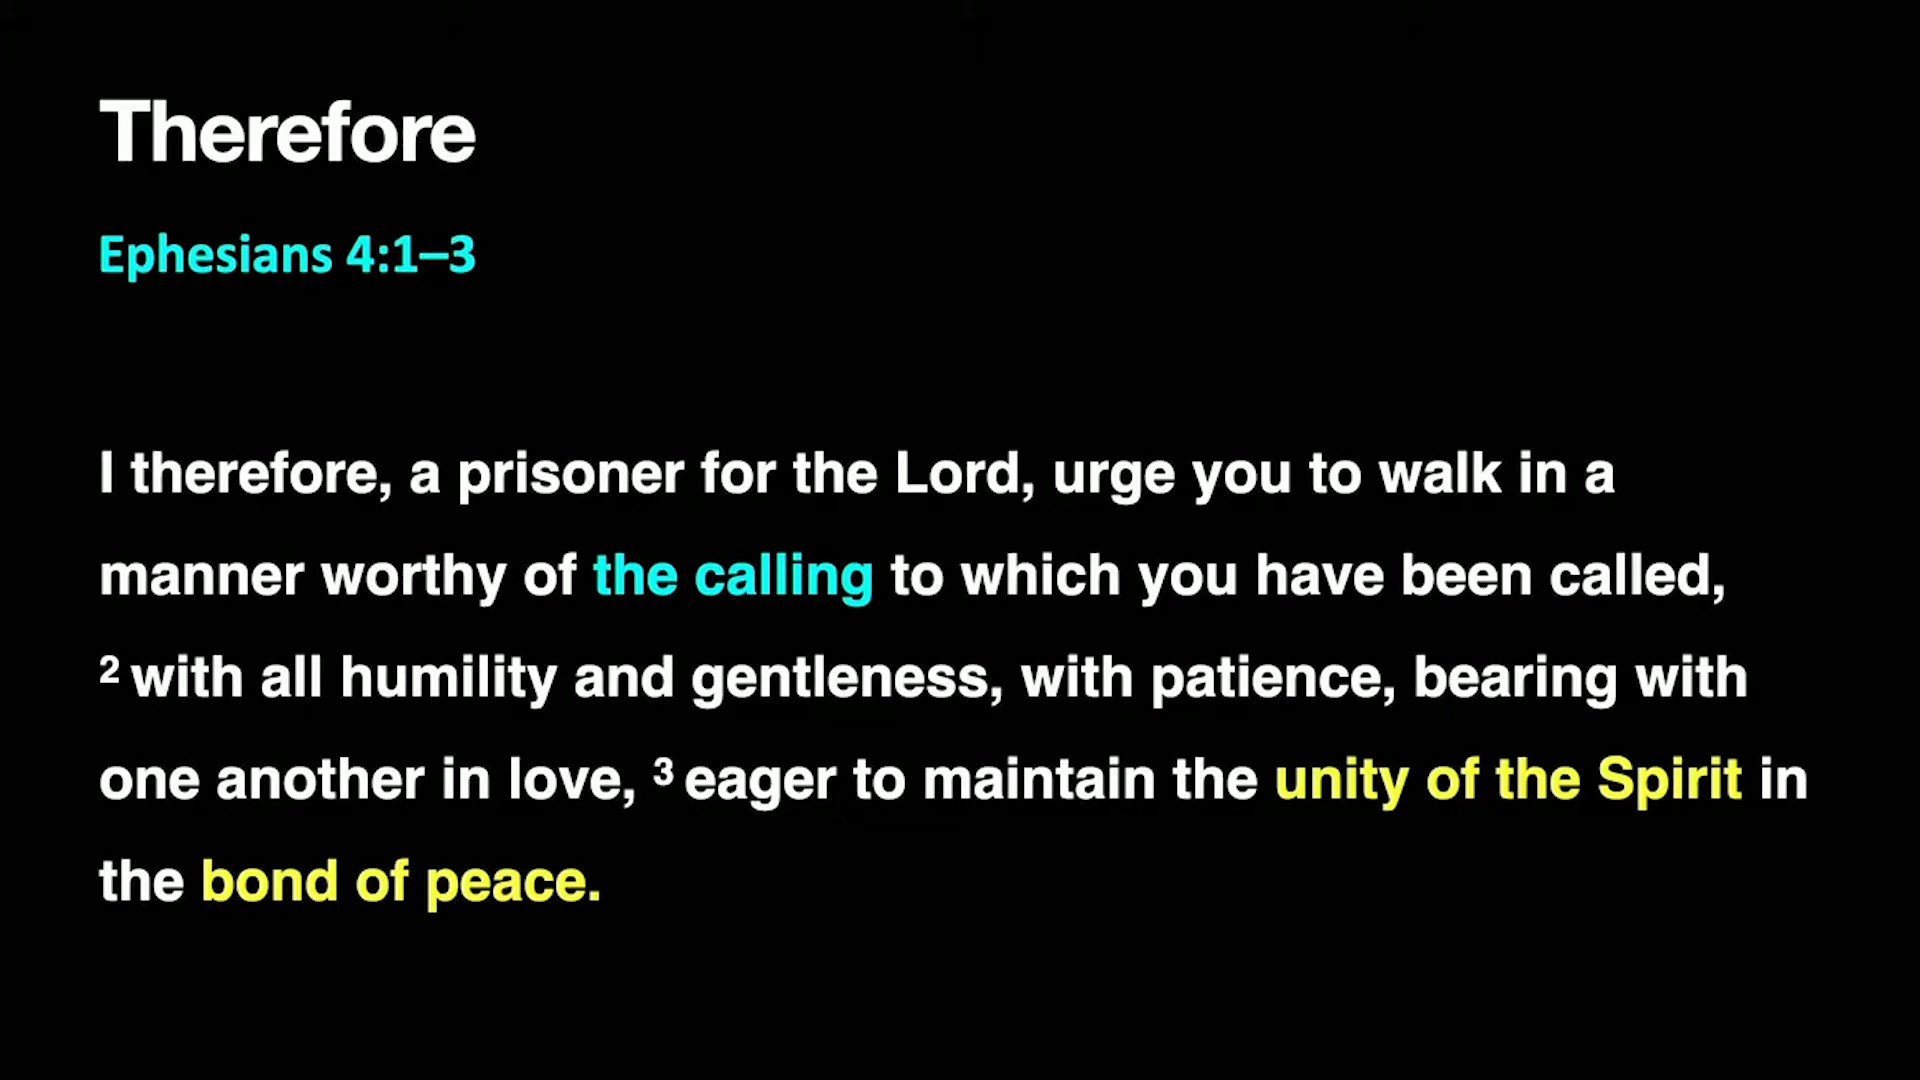 Therefore
Ephesians 4:1–3
I therefore, a prisoner for the Lord, urge you to walk in a
manner worthy of the calling to which you have been called,
² with all humility and gentleness, with patience, bearing with
one another in love, ³ eager to maintain the unity of the Spirit in
the bond of peace.